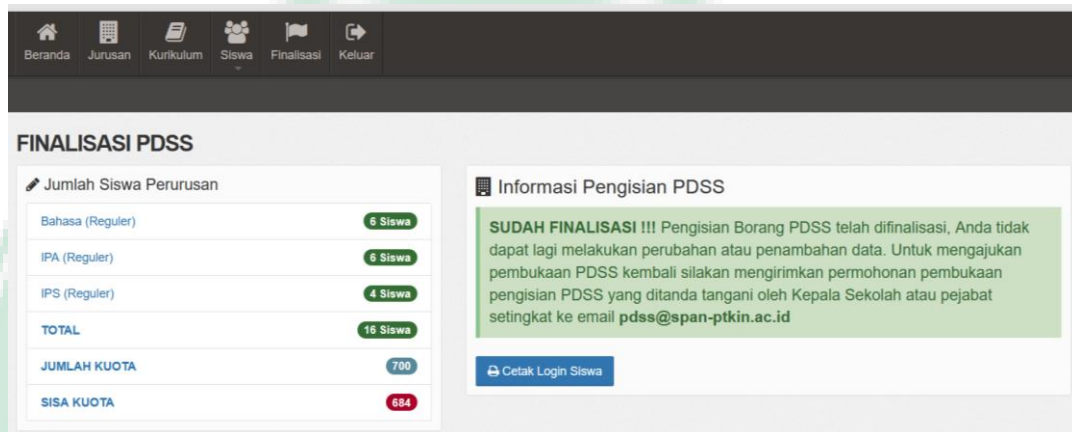 Beranda Jurusan Kurikulum Siswa Finalisasi Keluar
FINALISASI PDSS
Jumlah Siswa Perurusan
Bahasa (Reguler) 6 Siswa
IPA (Reguler) 6 Siswa
IPS (Reguler) 4 Siswa
TOTAL 16 Siswa
JUMLAH KUOTA 700
SISA KUOTA 684
Informasi Pengisian PDSS
SUDAH FINALISASI !!! Pengisian Borang PDSS telah difinalisasi, Anda tidak
dapat lagi melakukan perubahan atau penambahan data. Untuk mengajukan
pembukaan PDSS kembali silakan mengirimkan permohonan pembukaan
pengisian PDSS yang ditanda tangani oleh Kepala Sekolah atau pejabat
setingkat ke email pdss@span-ptkin.ac.id
Cetak Login Siswa